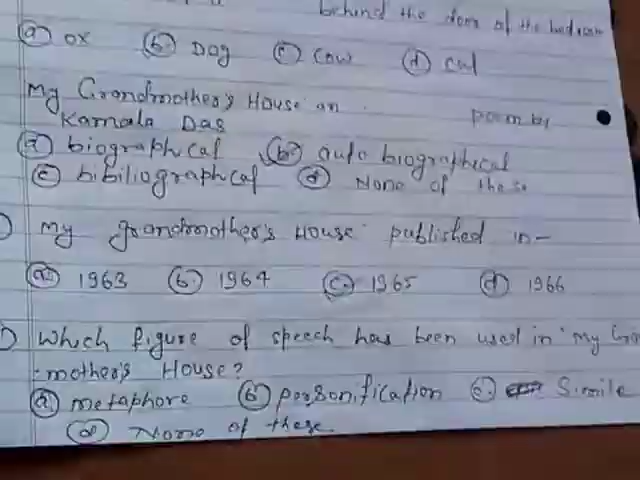 behind the door of the bedroom
(a) ox (b) Dog (c) Cow (d) cat
My Grandmother's House an poem by
Kamala Das
(a) biographical (b) auto biographical
(c) bibiliographical (d) None of these
My grandmother's House published in-
(a) 1963 (b) 1964 (c) 1965 (d) 1966
Which figure of speech has been used in "My Gra
-mother's House?
(a) metaphore (b) personification (c) Simile
(d) None of these.